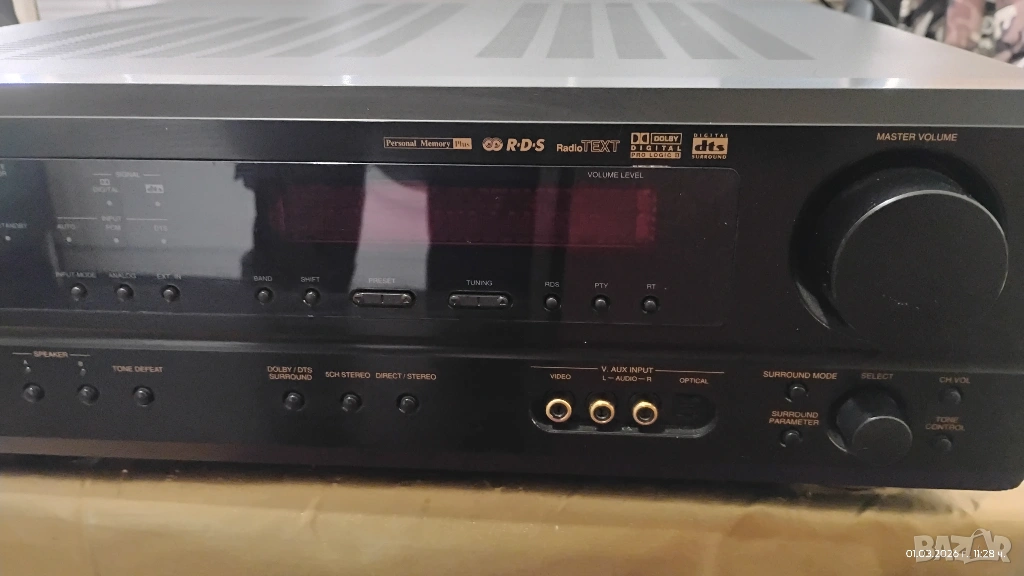 Personal Memory Plus
R·D·S
RadioTEXT
DOLBY
DIGITAL
PRO LOGIC II
DIGITAL
dts
SURROUND
MASTER VOLUME
VOLUME LEVEL
SIGNAL
DIGITAL
dts
INPUT
AUTO
PCM
DTS
INPUT MODE
ANALOG
EXT. IN
BAND
SHIFT
PRESET
TUNING
RDS
PTY
RT
SPEAKER
A
B
TONE DEFEAT
DOLBY / DTS
SURROUND
5CH STEREO
DIRECT / STEREO
V. AUX INPUT
VIDEO
L – AUDIO – R
OPTICAL
SURROUND MODE
SURROUND
PARAMETER
SELECT
CH.VOL
TONE
CONTROL
BAZAR
01.03.2026 г. 11:28 ч.